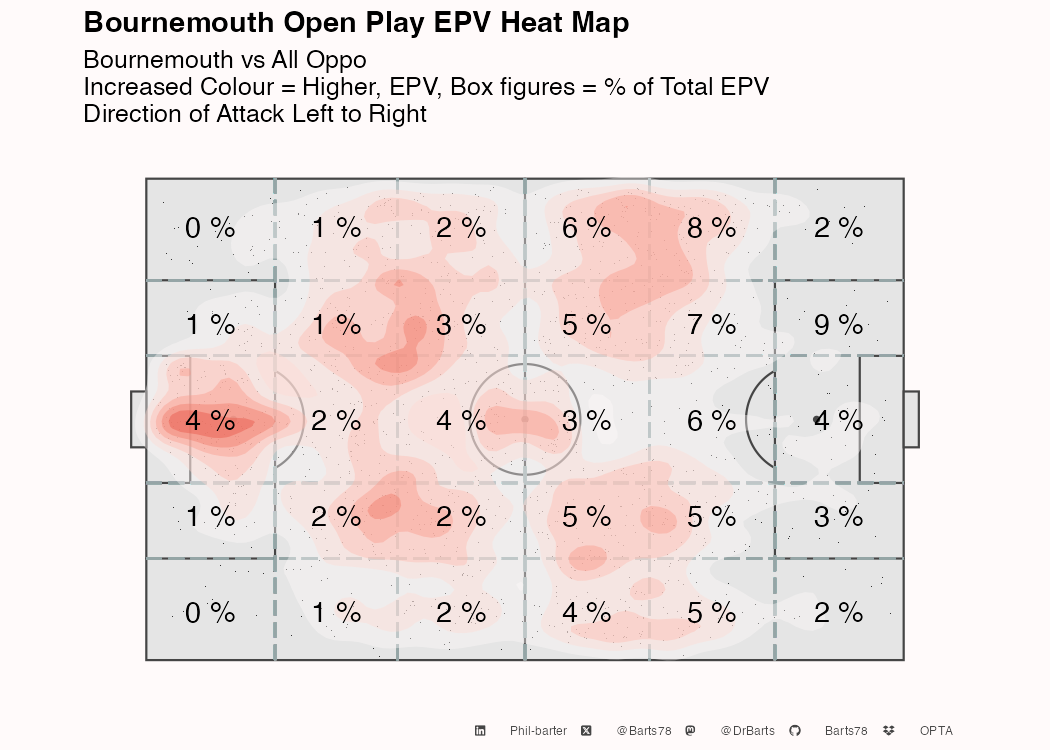 Bournemouth Open Play EPV Heat Map
Bournemouth vs All Oppo
Increased Colour = Higher, EPV, Box figures = % of Total EPV
Direction of Attack Left to Right
0 % 1 % 2 % 6 % 8 % 2 %
1 % 1 % 3 % 5 % 7 % 9 %
4 % 2 % 4 % 3 % 6 % 4 %
1 % 2 % 2 % 5 % 5 % 3 %
0 % 1 % 2 % 4 % 5 % 2 %
Phil-barter @Barts78 @DrBarts Barts78 OPTA